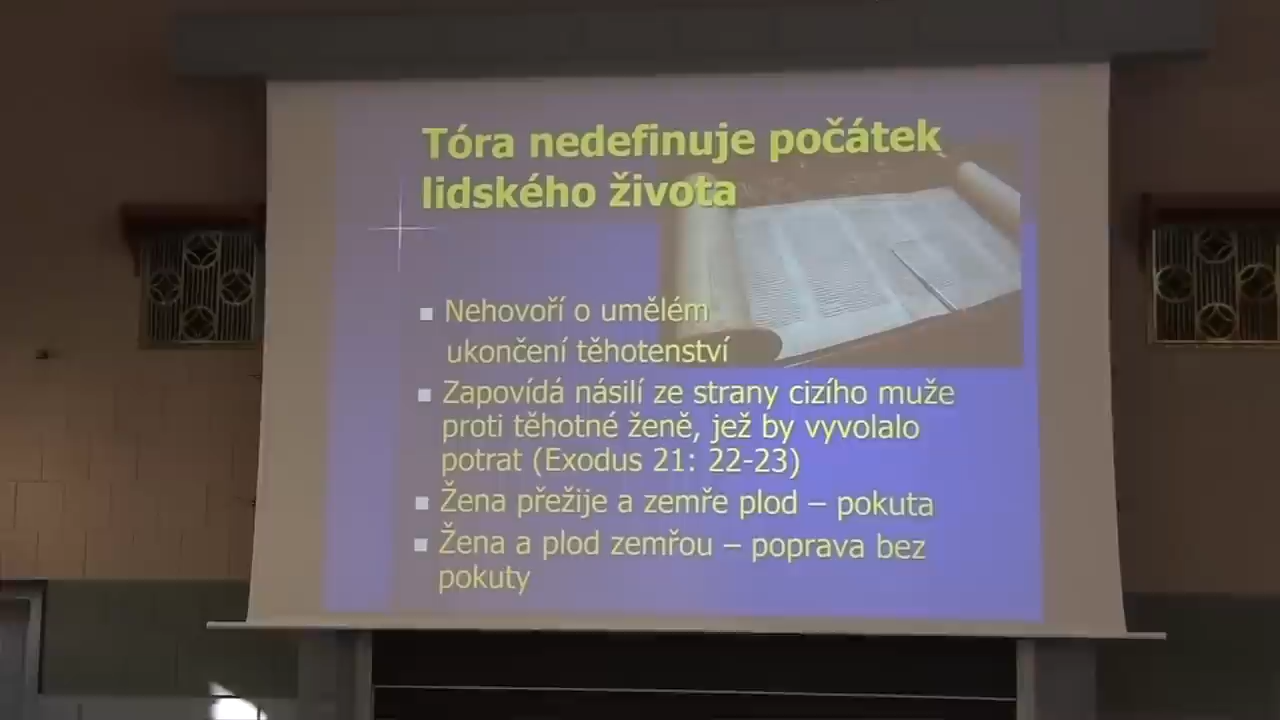 Tóra nedefinuje počátek
lidského života
Nehovoří o umělém
ukončení těhotenství
Zapovídá násilí ze strany cizího muže
proti těhotné ženě, jež by vyvolalo
potrat (Exodus 21: 22-23)
Žena přežije a zemře plod – pokuta
Žena a plod zemřou – poprava bez
pokuty